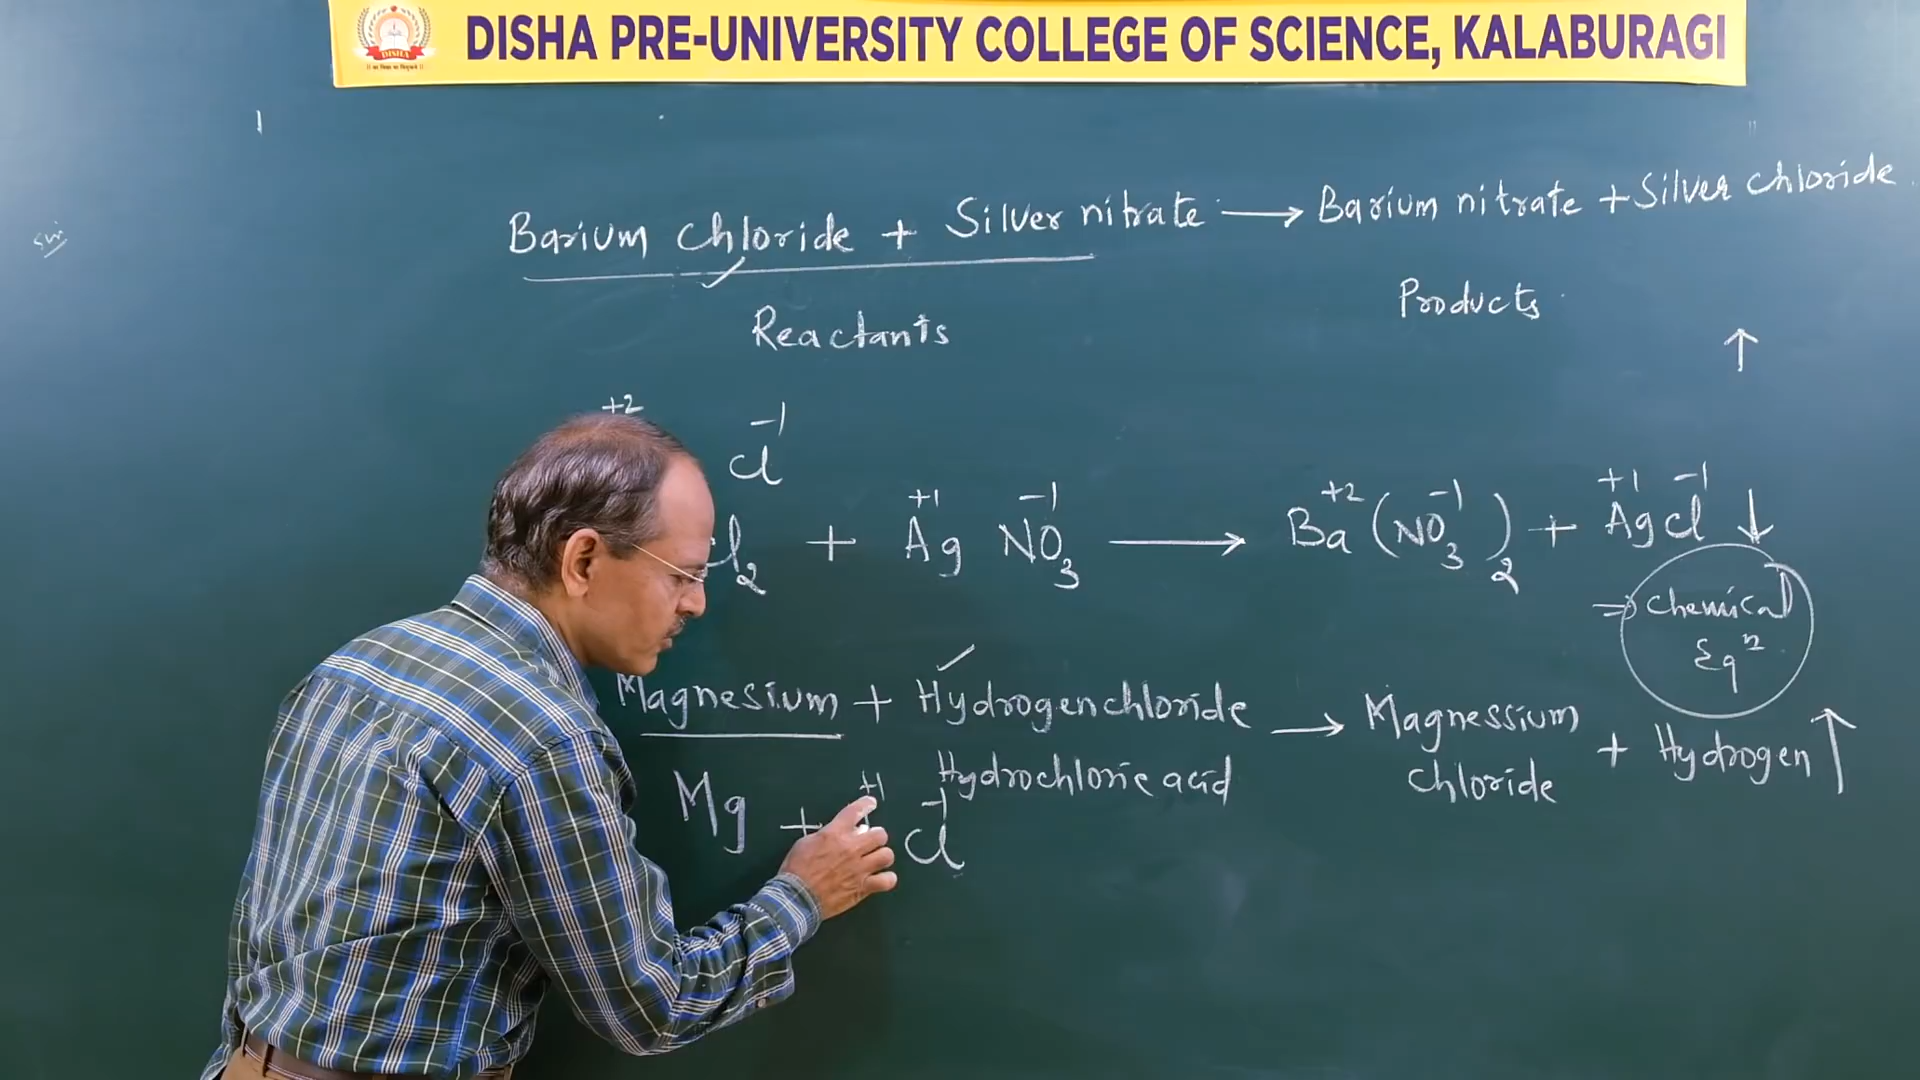 DISHA PRE-UNIVERSITY COLLEGE OF SCIENCE, KALABURAGI
DISHA
Barium chloride + Silver nitrate → Barium nitrate + Silver chloride
Reactants
Products
↑
+2 -1
Cl
+1 -1 +2 -1 +1 -1
l₂ + Ag NO₃ → Ba (NO₃)₂ + AgCl ↓
⇒ Chemical
Eqⁿ
Magnesium + Hydrogenchloride → Magnessium chloride + Hydrogen ↑
Hydrochloric acid
+1 -1
Mg + Cl